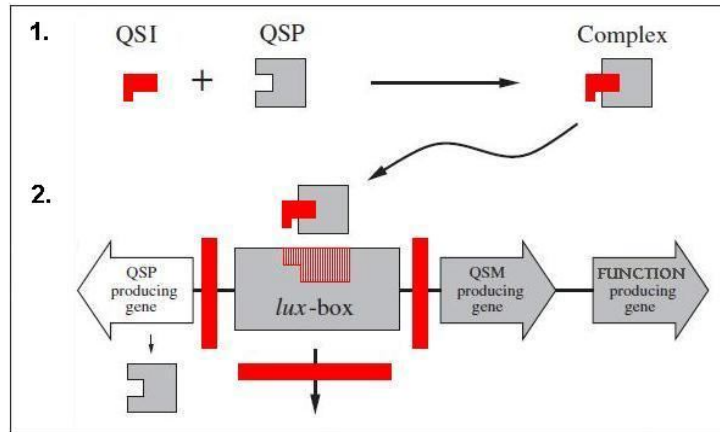 1.
QSI
QSP
Complex
+
2.
QSP
producing
gene
lux-box
QSM
producing
gene
FUNCTION
producing
gene